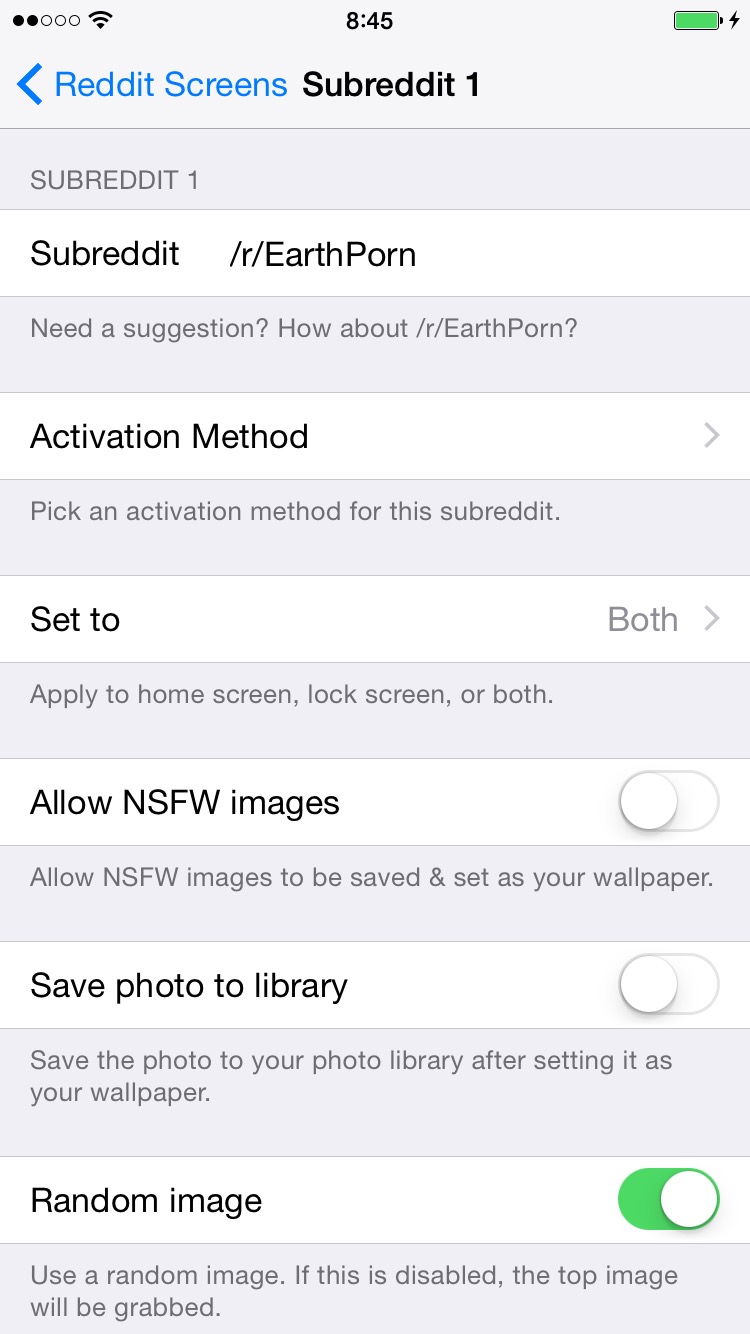 8:45
Reddit Screens Subreddit 1
SUBREDDIT 1
Subreddit /r/EarthPorn
Need a suggestion? How about /r/EarthPorn?
Activation Method
Pick an activation method for this subreddit.
Set to Both
Apply to home screen, lock screen, or both.
Allow NSFW images
Allow NSFW images to be saved & set as your wallpaper.
Save photo to library
Save the photo to your photo library after setting it as
your wallpaper.
Random image
Use a random image. If this is disabled, the top image
will be grabbed.